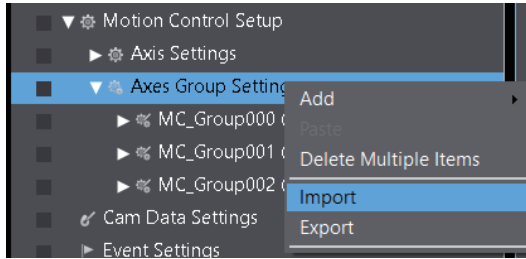 Motion Control Setup
Axis Settings
Axes Group Setting
MC_Group000 (
MC_Group001 (
MC_Group002 (
Cam Data Settings
Event Settings
Add
Paste
Delete Multiple Items
Import
Export